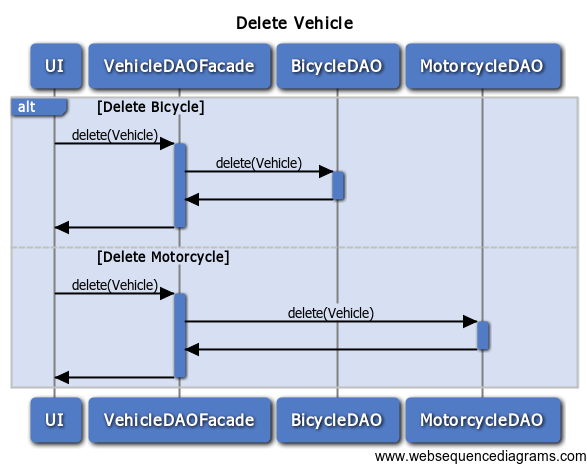 Delete Vehicle
UI VehicleDAOFacade BicycleDAO MotorcycleDAO
alt [Delete BIcycle]
delete(Vehicle)
delete(Vehicle)
[Delete Motorcycle]
delete(Vehicle)
delete(Vehicle)
UI VehicleDAOFacade BicycleDAO MotorcycleDAO
www.websequencediagrams.com